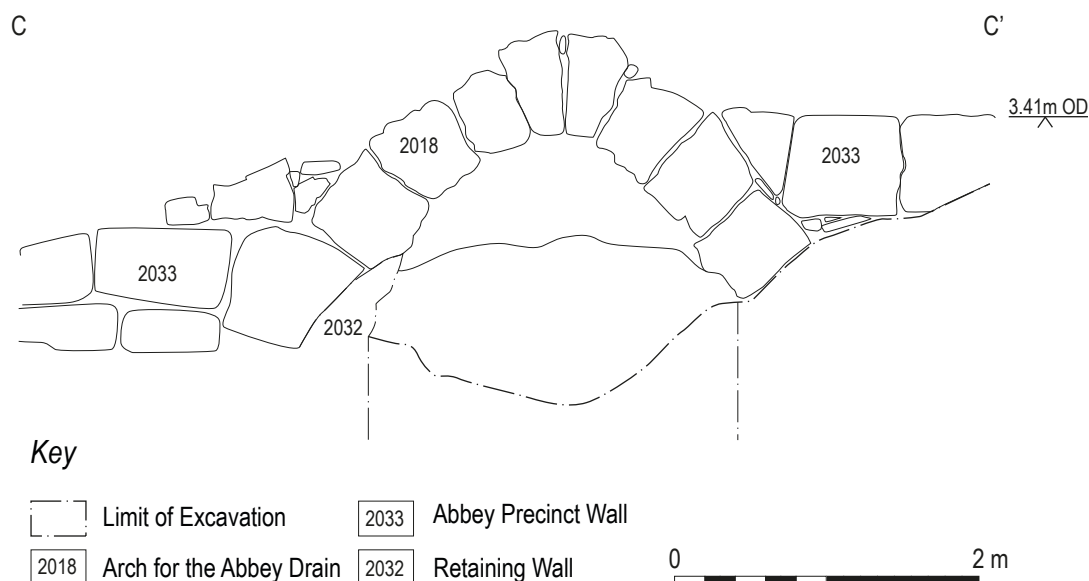 C C'
3.41m OD
2018
2033
2033
2032
Key
Limit of Excavation 2033 Abbey Precinct Wall
2018 Arch for the Abbey Drain 2032 Retaining Wall
0 2 m